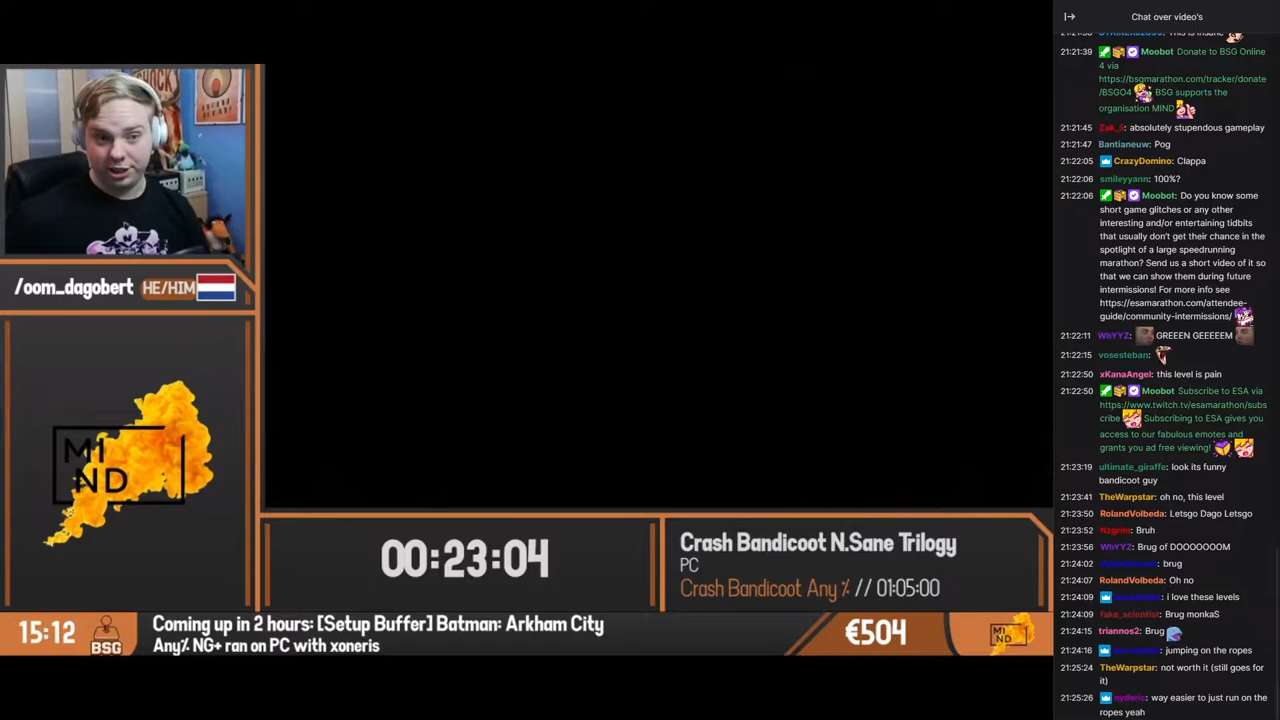 /oom_dagobert HE/HIM
MI
ND
00:23:04
Crash Bandicoot N.Sane Trilogy
PC
Crash Bandicoot Any % // 01:05:00
15:12
BSG
Coming up in 2 hours: [Setup Buffer] Batman: Arkham City
Any% NG+ ran on PC with xoneris
€504
MI
ND
Chat over video's
21:21:39 Moobot Donate to BSG Online
4 via
https://bsgmarathon.com/tracker/donate
/BSGO4 BSG supports the
organisation MIND
21:21:45 Zak_S: absolutely stupendous gameplay
21:21:47 Bantianeuw: Pog
21:22:05 CrazyDomino: Clappa
21:22:06 smileyyann: 100%?
21:22:06 Moobot: Do you know some
short game glitches or any other
interesting and/or entertaining tidbits
that usually don't get their chance in the
spotlight of a large speedrunning
marathon? Send us a short video of it so
that we can show them during future
intermissions! For more info see
https://esamarathon.com/attendee-
guide/community-intermissions/
21:22:11 WhYYZ: GREEEN GEEEEEM
21:22:15 vosesteban:
21:22:50 xKanaAngel: this level is pain
21:22:50 Moobot Subscribe to ESA via
https://www.twitch.tv/esamarathon/subs
cribe Subscribing to ESA gives you
access to our fabulous emotes and
grants you ad free viewing!
21:23:19 ultimate_giraffe: look its funny
bandicoot guy
21:23:41 TheWarpstar: oh no, this level
21:23:50 RolandVolbeda: Letsgo Dago Letsgo
21:23:52 Bruh
21:23:56 WhYYZ: Brug of DOOOOOOM
21:24:02 brug
21:24:07 RolandVolbeda: Oh no
21:24:09 i love these levels
21:24:09 fake_scientist: Brug monkaS
21:24:15 triannos2: Brug
21:24:16 jumping on the ropes
21:25:24 TheWarpstar: not worth it (still goes for
it)
21:25:26 way easier to just run on the
ropes yeah